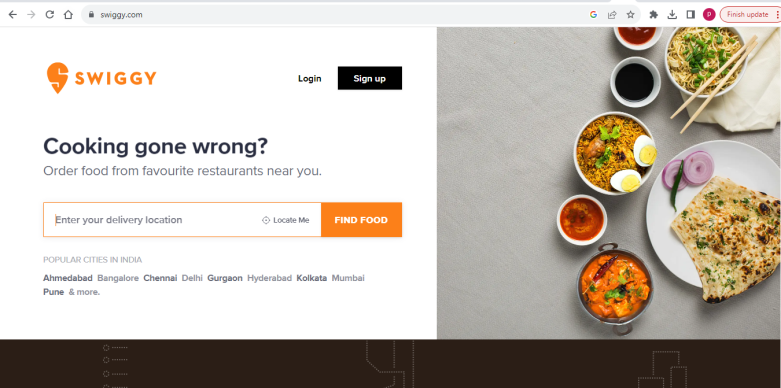 swiggy.com
P
Finish update
SWIGGY
Login
Sign up
Cooking gone wrong?
Order food from favourite restaurants near you.
Enter your delivery location
Locate Me
FIND FOOD
POPULAR CITIES IN INDIA
Ahmedabad Bangalore Chennai Delhi Gurgaon Hyderabad Kolkata Mumbai
Pune & more.